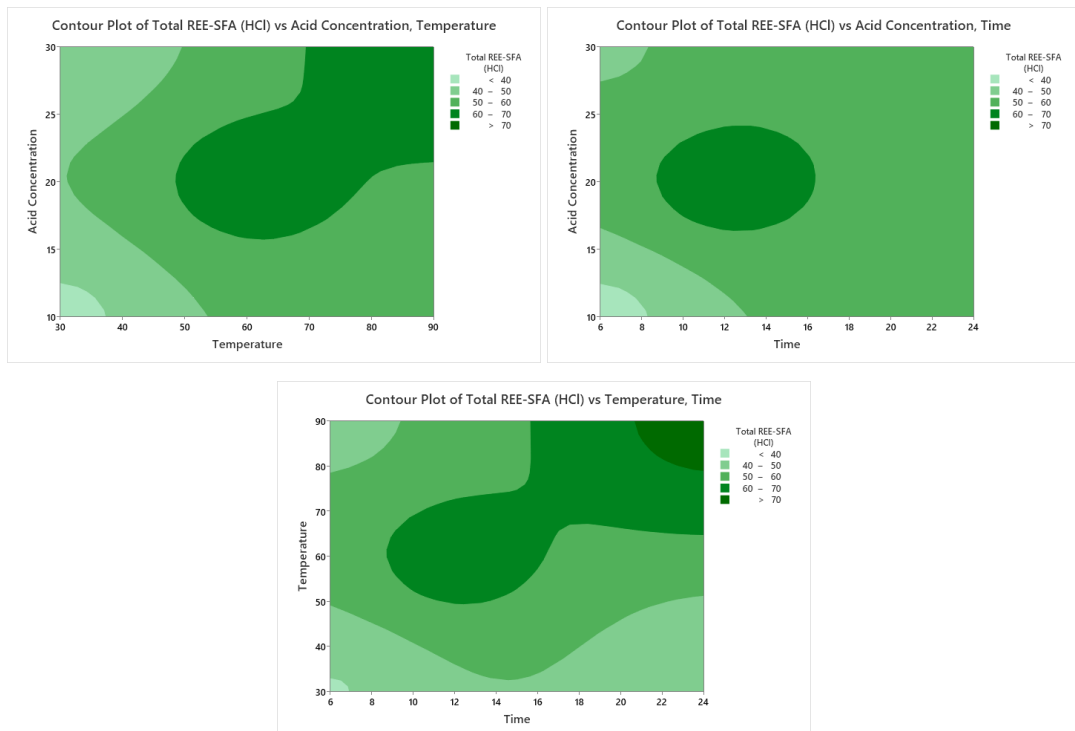 Contour Plot of Total REE-SFA (HCl) vs Acid Concentration, Temperature
Acid Concentration
30
25
20
15
10
30 40 50 60 70 80 90
Temperature
Total REE-SFA
(HCl)
< 40
40 – 50
50 – 60
60 – 70
> 70
Contour Plot of Total REE-SFA (HCl) vs Acid Concentration, Time
Acid Concentration
30
25
20
15
10
6 8 10 12 14 16 18 20 22 24
Time
Total REE-SFA
(HCl)
< 40
40 – 50
50 – 60
60 – 70
> 70
Contour Plot of Total REE-SFA (HCl) vs Temperature, Time
Temperature
90
80
70
60
50
40
30
6 8 10 12 14 16 18 20 22 24
Time
Total REE-SFA
(HCl)
< 40
40 – 50
50 – 60
60 – 70
> 70